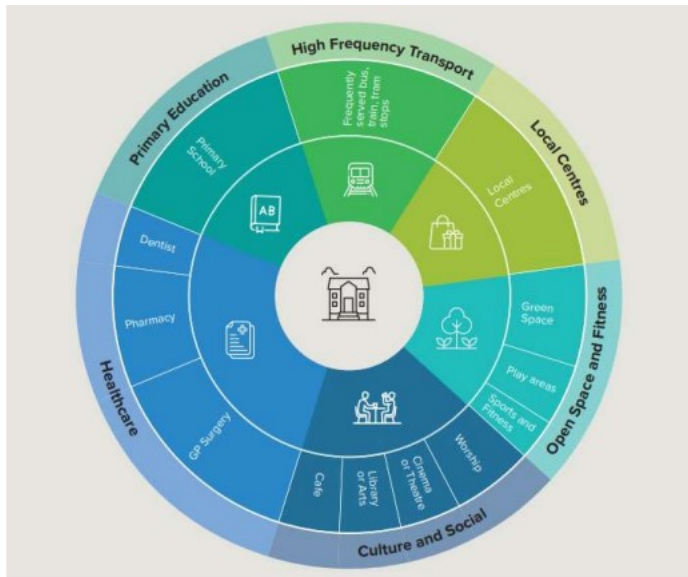 High Frequency Transport
Frequently
served bus,
train, tram
stops
Local Centres
Local
Centres
Open Space and Fitness
Green
Space
Play areas
Sports and
Fitness
Culture and Social
Worship
Cinema
or Theatre
Library
or Arts
Cafe
Healthcare
GP Surgery
Pharmacy
Dentist
Primary Education
Primary
School
AB